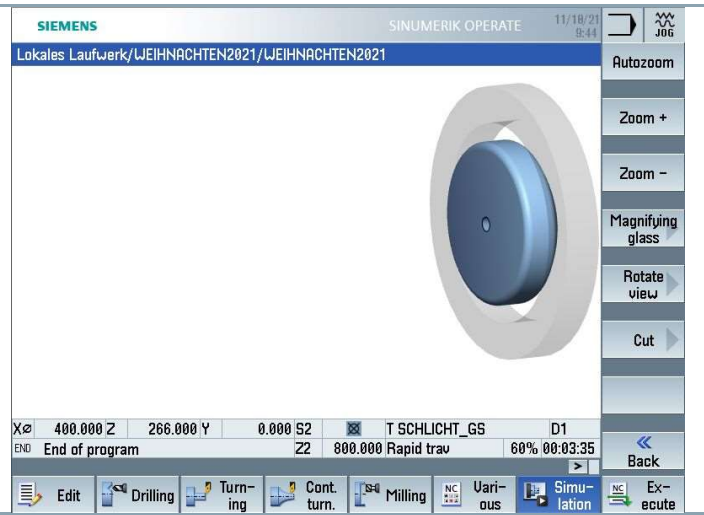 SIEMENS
SINUMERIK OPERATE
11/18/21
9:44
JOG
Lokales Laufwerk/WEIHNACHTEN2021/WEIHNACHTEN2021
Autozoom
Zoom +
Zoom -
Magnifying
glass
Rotate
view
Cut
X⌀ 400.000 Z 266.000 Y 0.000 S2 T SCHLICHT_GS D1
END End of program Z2 800.000 Rapid trav 60% 00:03:35
>
«
Back
Edit
Drilling
Turn-
ing
Cont.
turn.
Milling
NC
Vari-
ous
Simu-
lation
NC
Ex-
ecute